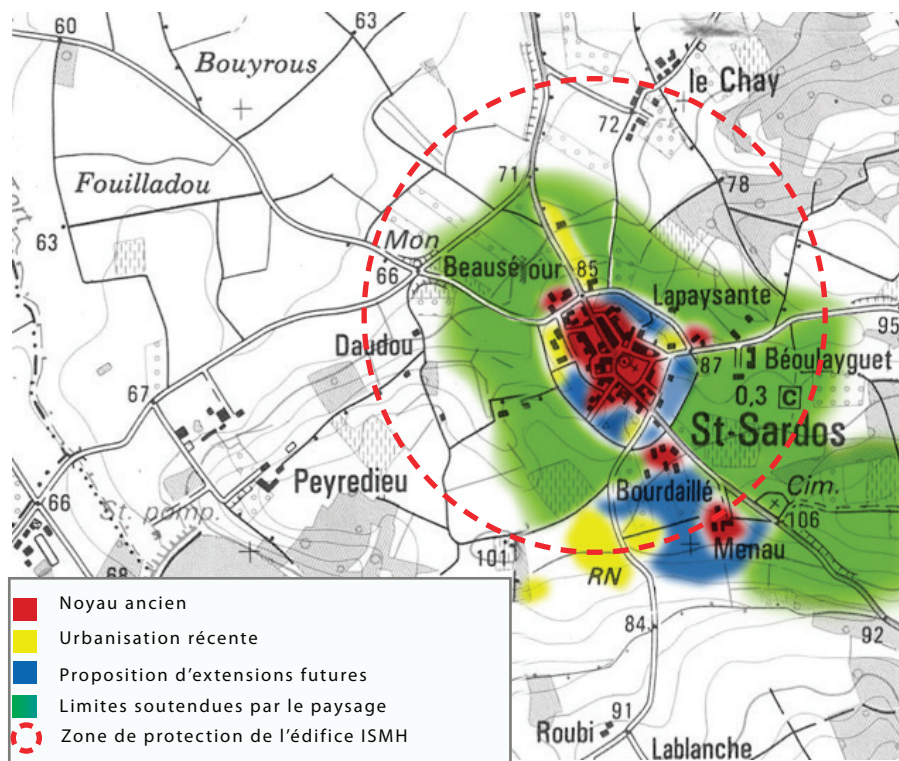 60
63
Bouyrous
le Chay
72
Fouilladou
71
78
63
Mon
66
Beauséjour
85
Lapaysante
95
Daudou
87
Béoulayguet
67
0,3 C
St-Sardos
Peyredieu
Bourdaillé
Cim.
66
St. pomp.
106
101
Menau
68
RN
84
92
91
Roubi
Lablanche
Noyau ancien
Urbanisation récente
Proposition d'extensions futures
Limites soutendues par le paysage
Zone de protection de l'édifice ISMH